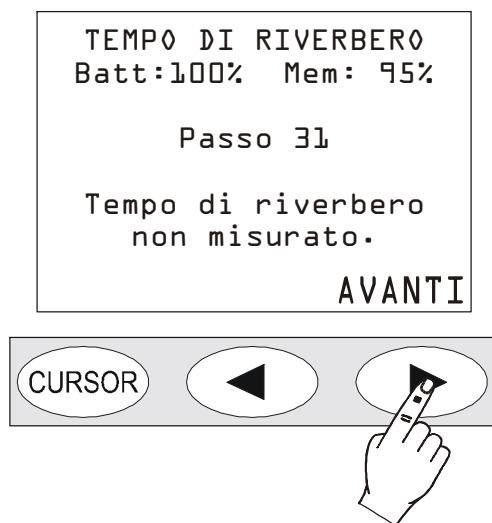 TEMPO DI RIVERBERO
Batt:100% Mem: 95%
Passo 31
Tempo di riverbero
non misurato.
AVANTI
CURSOR